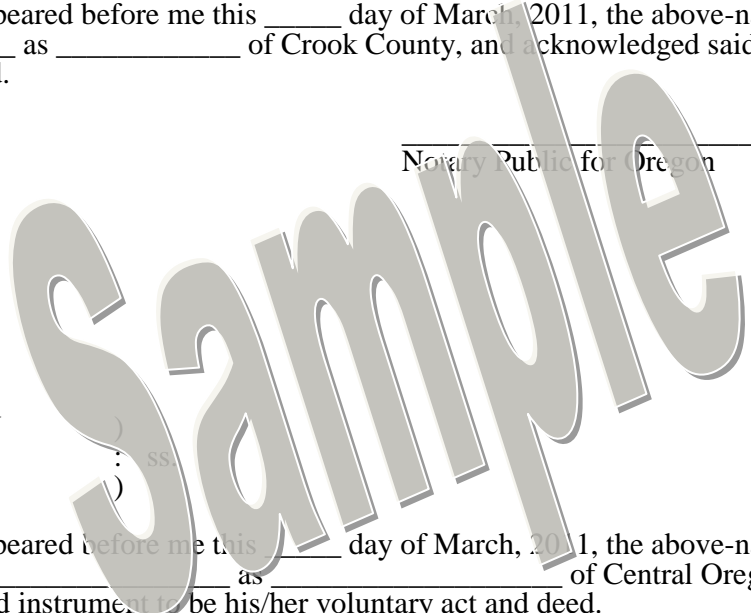 peared before me this _____ day of March, 2011, the above-n
_ as ____________ of Crook County, and acknowledged said
l.
Notary Public for Oregon
Sample
)
: ss.
)
peared before me this _____ day of March, 2011, the above-n
_______________ as ___________________ of Central Oreg
d instrument to be his/her voluntary act and deed.